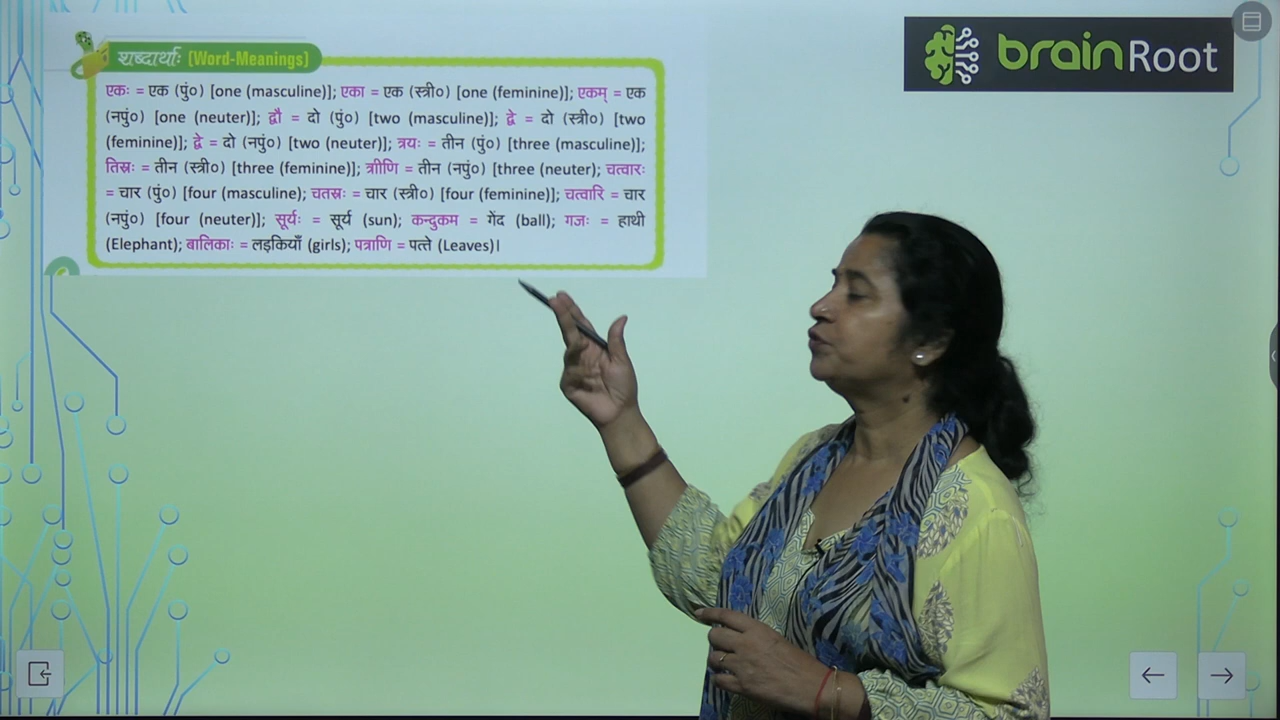 शब्दार्थाः (Word-Meanings)
brainRoot
एकः = एक (पुं०) [one (masculine)]; एका = एक (स्त्री०) [one (feminine)]; एकम् = एक
(नपुं०) [one (neuter)]; द्वौ = दो (पुं०) [two (masculine)]; द्वे = दो (स्त्री०) [two
(feminine)]; द्वे = दो (नपुं०) [two (neuter)]; त्रयः = तीन (पुं०) [three (masculine)];
तिस्रः = तीन (स्त्री०) [three (feminine)]; त्रीाणि = तीन (नपुं०) [three (neuter); चत्वारः
= चार (पुं०) [four (masculine); चतस्रः = चार (स्त्री०) [four (feminine)]; चत्वारि = चार
(नपुं०) [four (neuter)]; सूर्यः = सूर्य (sun); कन्दुकम = गेंद (ball); गजः = हाथी
(Elephant); बालिकाः = लड़कियाँ (girls); पत्राणि = पत्ते (Leaves)।